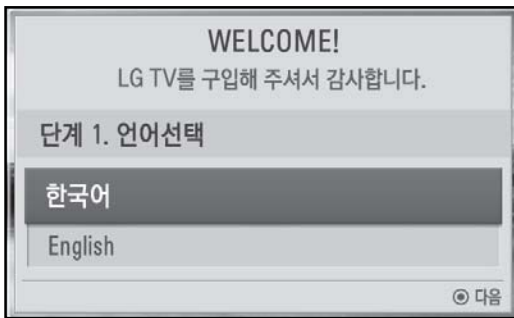 WELCOME!
LG TV를 구입해 주셔서 감사합니다.
단계 1. 언어선택
한국어
English
◉ 다음